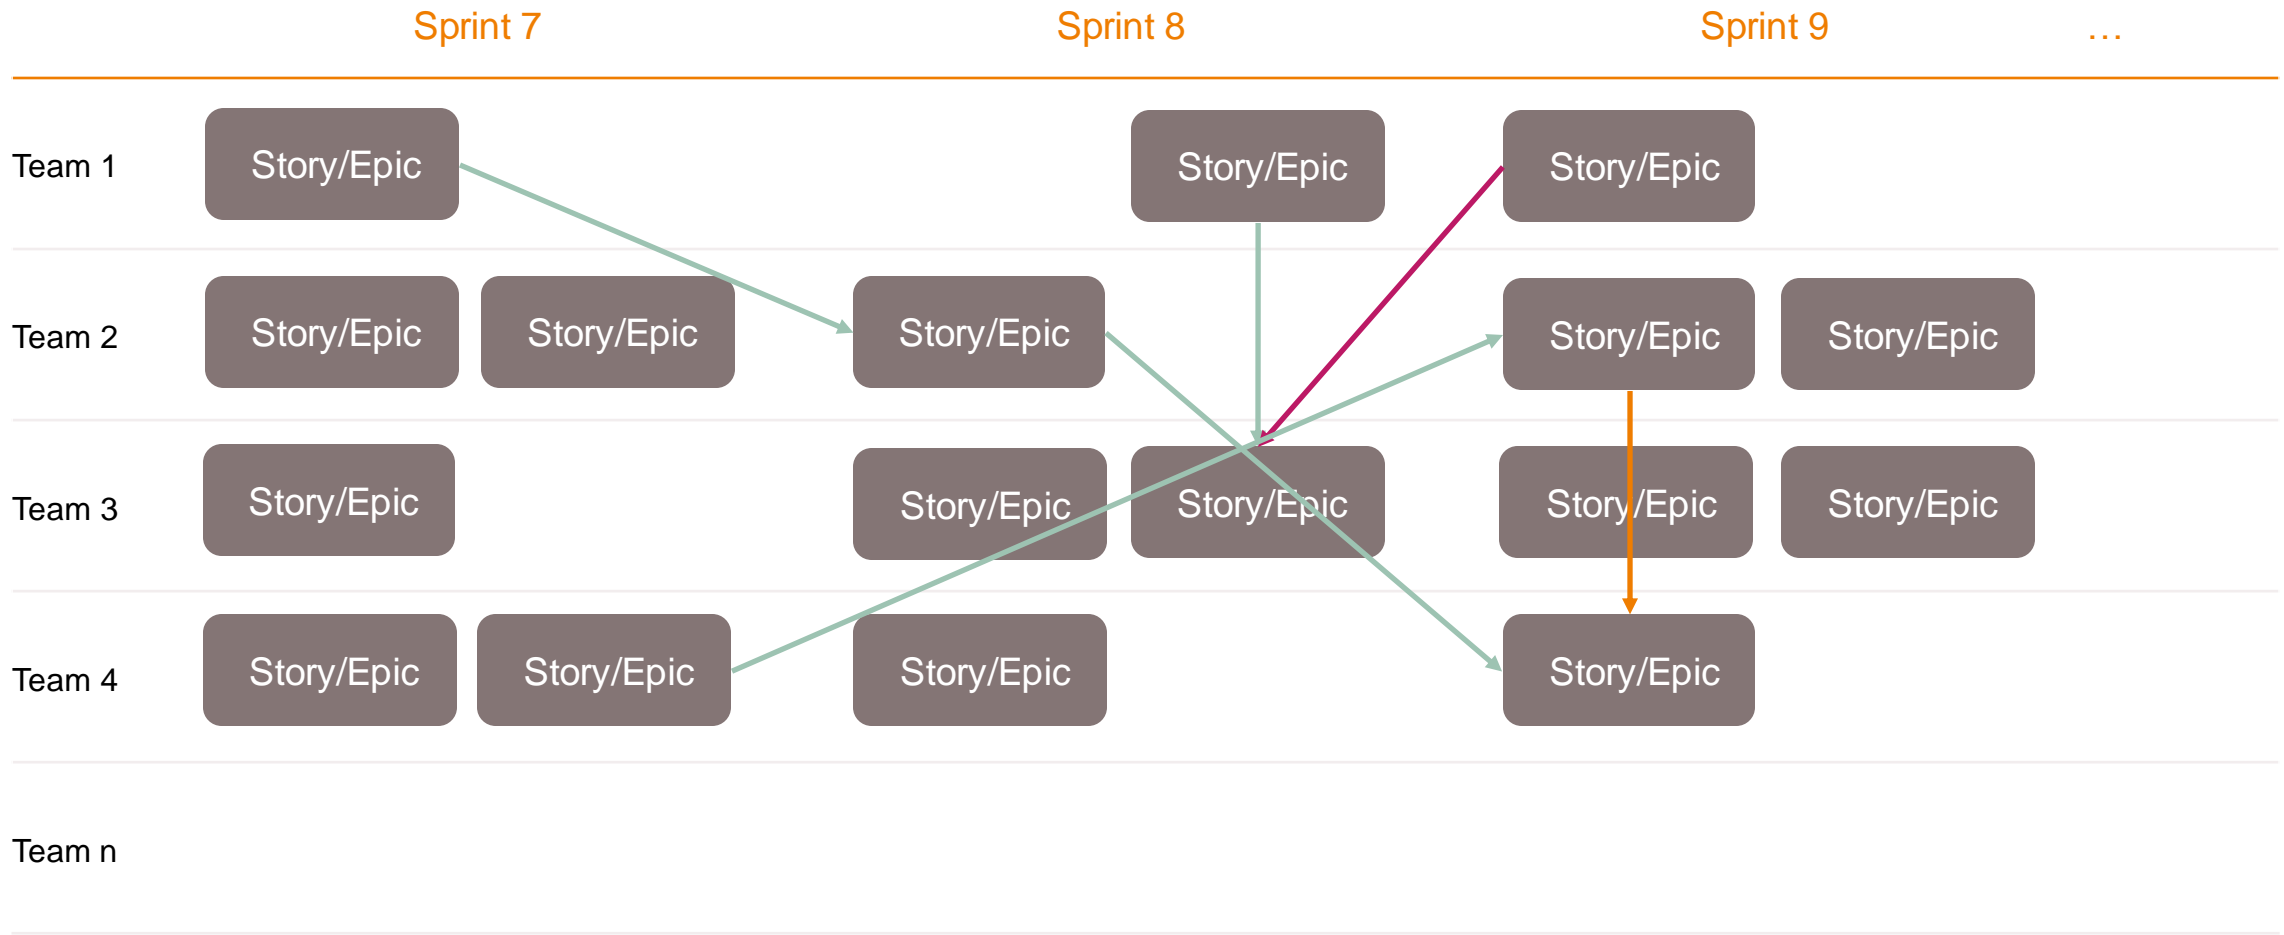 Sprint 7 Sprint 8 Sprint 9 …
Team 1 Story/Epic Story/Epic Story/Epic
Team 2 Story/Epic Story/Epic Story/Epic Story/Epic Story/Epic
Team 3 Story/Epic Story/Epic Story/Epic Story/Epic Story/Epic
Team 4 Story/Epic Story/Epic Story/Epic Story/Epic
Team n